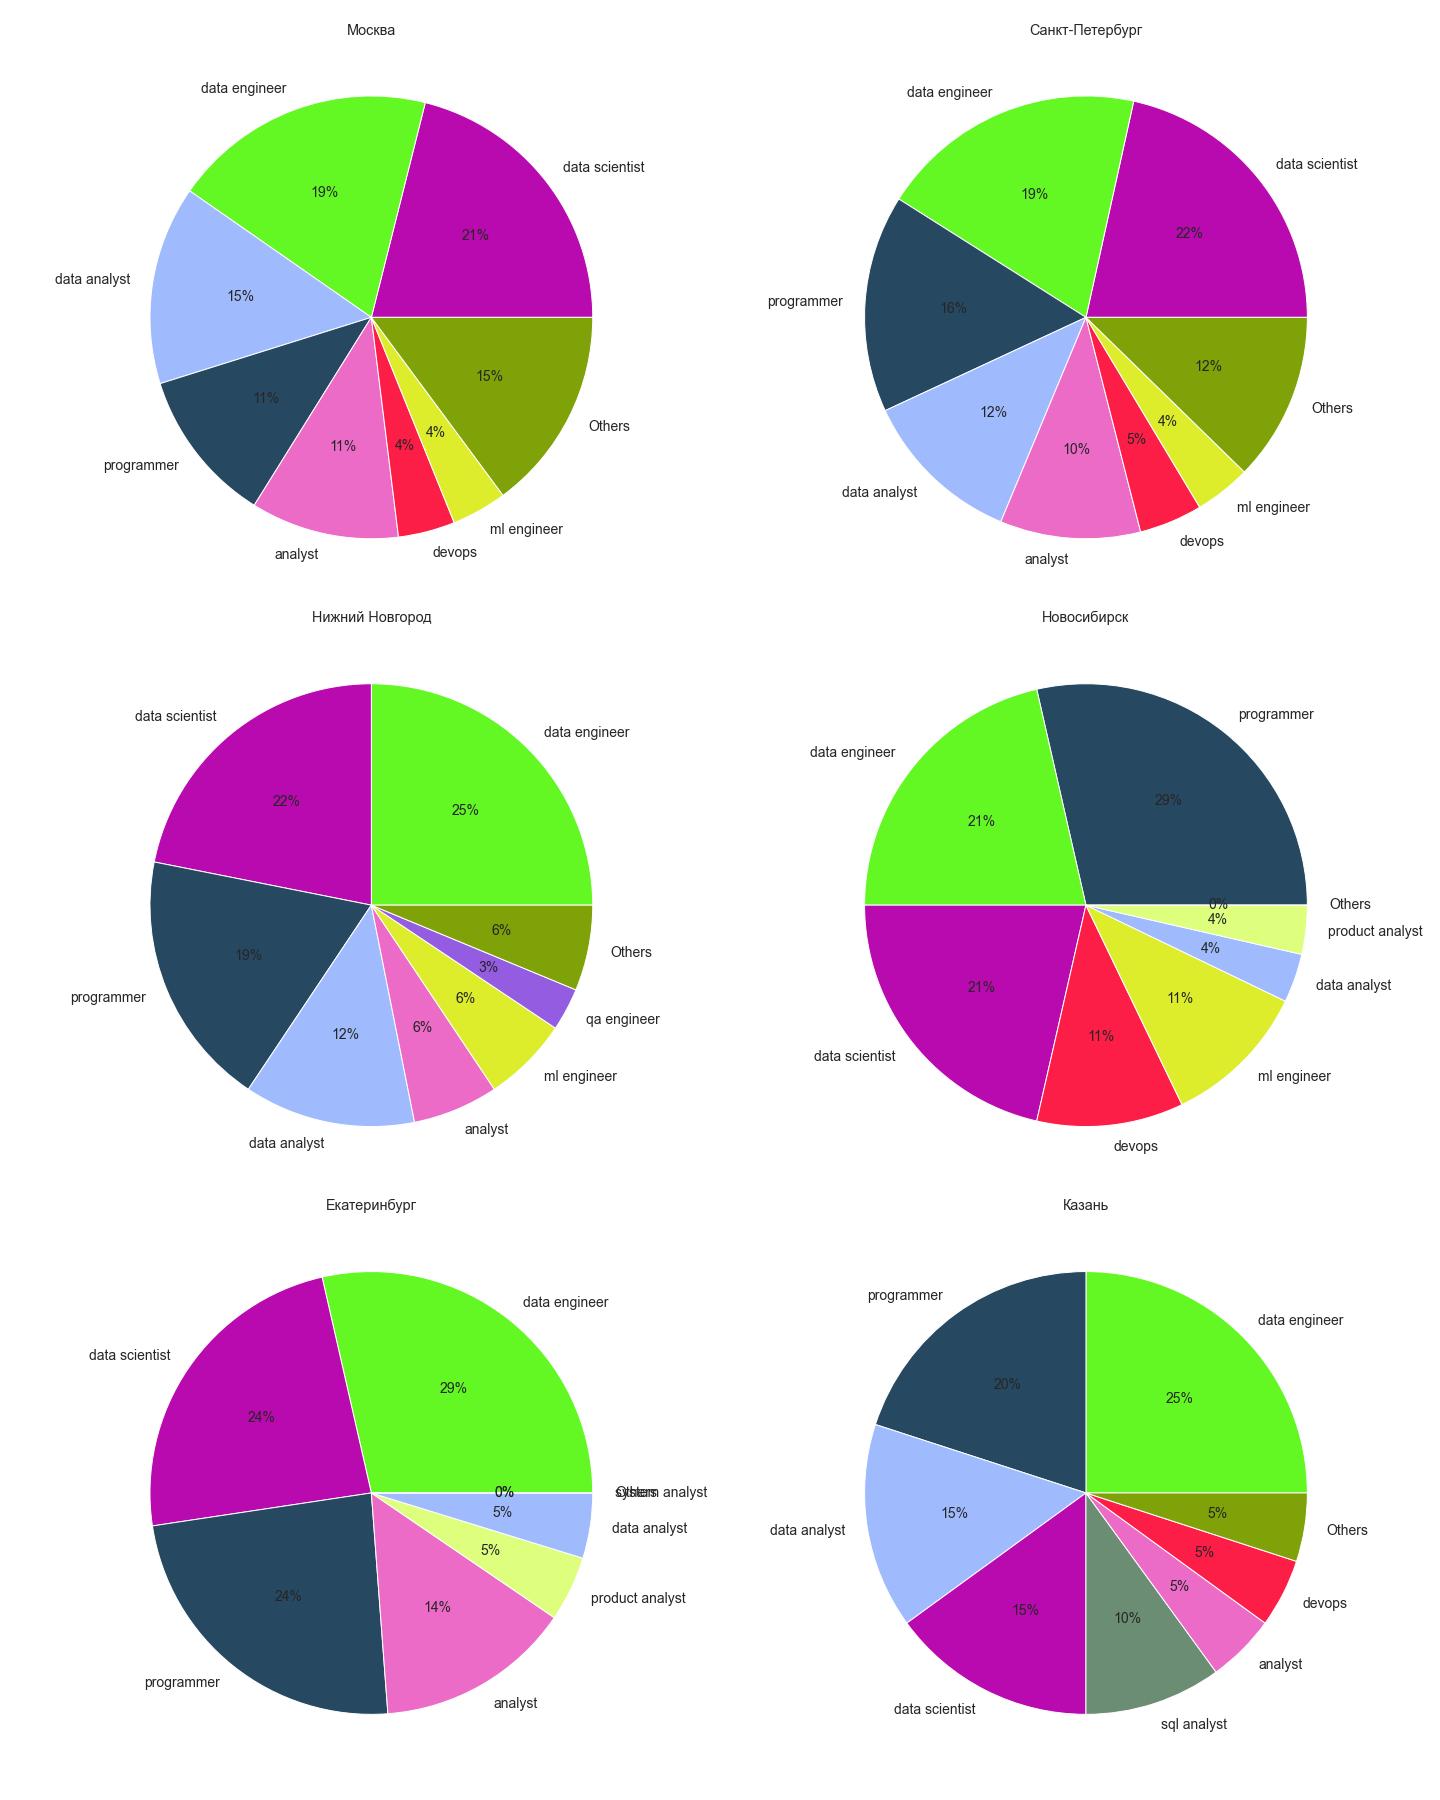 Москва
data engineer
data scientist
19%
21%
data analyst
15%
15%
11%
programmer
11%
4%
4%
Others
analyst
devops
ml engineer
Санкт-Петербург
data engineer
data scientist
19%
22%
programmer
16%
12%
12%
10%
5%
4%
Others
data analyst
analyst
devops
ml engineer
Нижний Новгород
data scientist
data engineer
22%
25%
19%
programmer
12%
6%
6%
3%
6%
Others
qa engineer
ml engineer
analyst
data analyst
Новосибирск
programmer
data engineer
29%
21%
0%
Others
4%
product analyst
4%
data analyst
21%
11%
11%
data scientist
ml engineer
devops
Екатеринбург
data engineer
data scientist
29%
24%
0%
Others
system analyst
5%
data analyst
5%
product analyst
24%
14%
programmer
analyst
Казань
programmer
data engineer
20%
25%
data analyst
15%
5%
Others
5%
5%
devops
15%
10%
analyst
data scientist
sql analyst